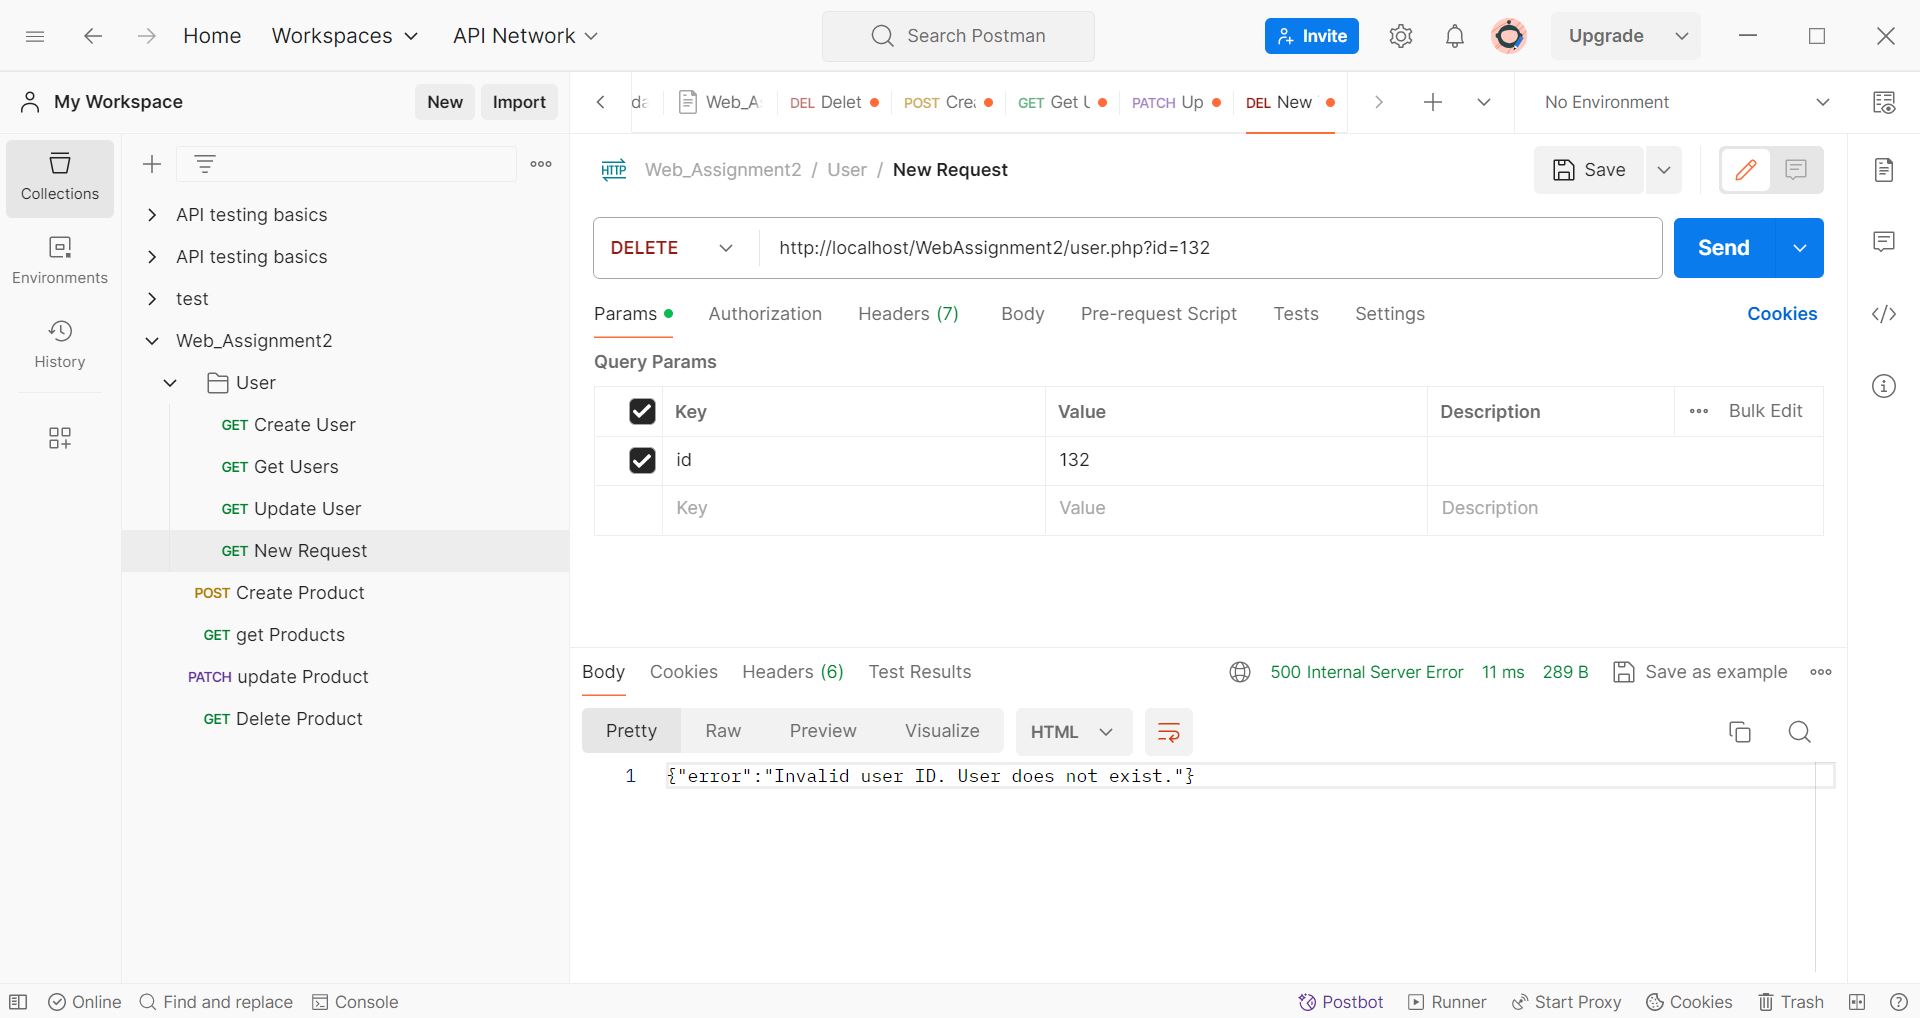 Home
Workspaces
API Network
Search Postman
Invite
Upgrade
My Workspace
New
Import
Web_A
DEL Delet
POST
GET Get
PATCH Up
DEL New
No Environment
Collections
Environments
History
API testing basics
API testing basics
test
Web_Assignment2
User
GET Create User
GET Get Users
GET Update User
GET New Request
POST Create Product
GET get Products
PATCH update Product
GET Delete Product
HTTP
Web_Assignment2 / User / New Request
Save
DELETE
http://localhost/WebAssignment2/user.php?id=132
Send
Params
Authorization
Headers (7)
Body
Pre-request Script
Tests
Settings
Cookies
Query Params
Key
Value
Description
Bulk Edit
id
132
Key
Value
Description
Body
Cookies
Headers (6)
Test Results
500 Internal Server Error
11 ms
289 B
Save as example
Pretty
Raw
Preview
Visualize
HTML
1
{"error":"Invalid user ID. User does not exist."}
Online
Find and replace
Console
Postbot
Runner
Start Proxy
Cookies
Trash